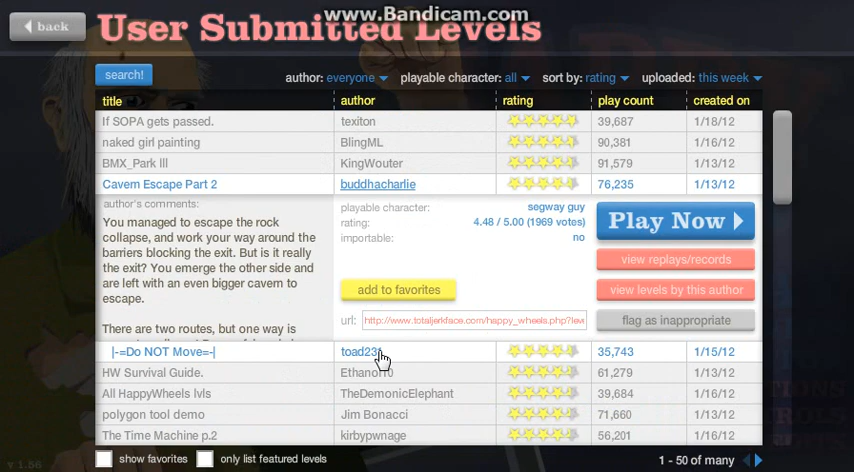 www.Bandicam.com
back
User Submitted Levels
search!
author: everyone playable character: all sort by: rating uploaded: this week
title author rating play count created on
If SOPA gets passed. texiton 39,687 1/18/12
naked girl painting BlingML 90,381 1/16/12
BMX_Park lll KingWouter 91,579 1/13/12
Cavern Escape Part 2 buddhacharlie 76,235 1/13/12
author's comments:
You managed to escape the rock
collapse, and work your way around the
barriers blocking the exit. But is it really
the exit? You emerge the other side and
are left with an even bigger cavern to
escape.
There are two routes, but one way is
playable character: segway guy
rating: 4.48 / 5.00 (1969 votes)
importable: no
add to favorites
url: http://www.totaljerkface.com/happy_wheels.php?lev
Play Now
view replays/records
view levels by this author
flag as inappropriate
|-=Do NOT Move=-| 35,743 1/15/12
HW Survival Guide. 61,279 1/13/12
All HappyWheels lvls TheDemonicElephant 39,684 1/16/12
polygon tool demo Jim Bonacci 71,660 1/12/12
The Time Machine p.2 kirbypwnage 56,201 1/13/12
show favorites only list featured levels 1 - 50 of many
v 1.56